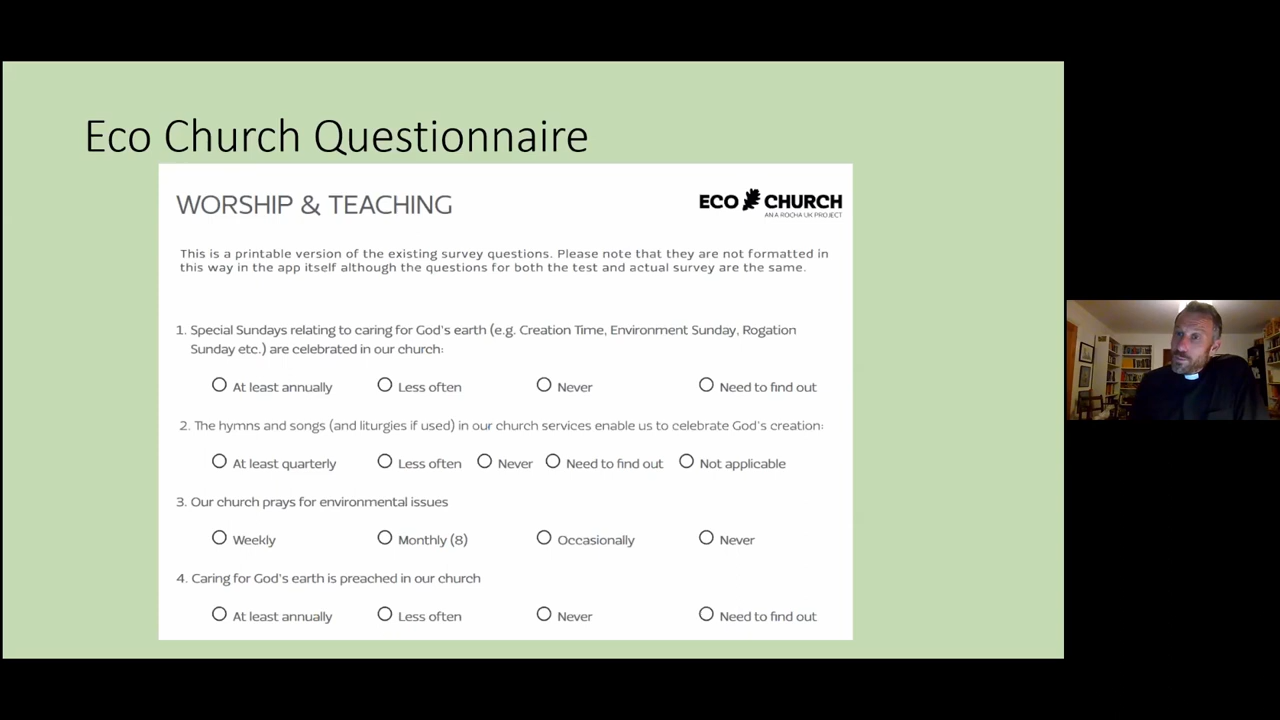 Eco Church Questionnaire
WORSHIP & TEACHING
ECO CHURCH
AN A ROCHA UK PROJECT
This is a printable version of the existing survey questions. Please note that they are not formatted in
this way in the app itself although the questions for both the test and actual survey are the same.
1. Special Sundays relating to caring for God's earth (e.g. Creation Time, Environment Sunday, Rogation
Sunday etc.) are celebrated in our church:
At least annually Less often Never Need to find out
2. The hymns and songs (and liturgies if used) in our church services enable us to celebrate God's creation:
At least quarterly Less often Never Need to find out Not applicable
3. Our church prays for environmental issues
Weekly Monthly (8) Occasionally Never
4. Caring for God's earth is preached in our church
At least annually Less often Never Need to find out